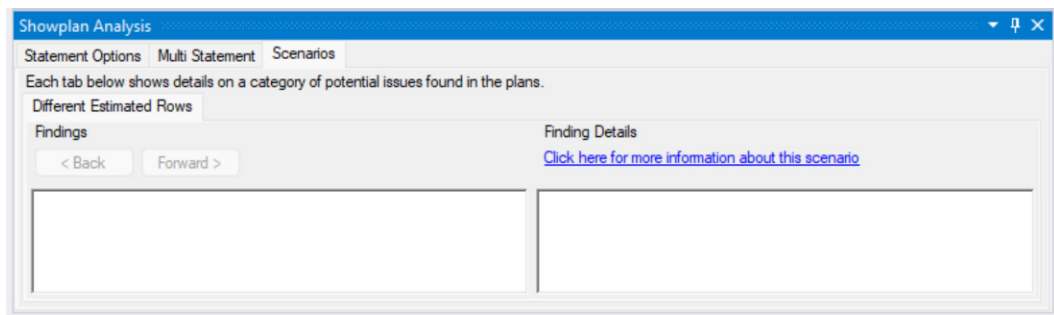 Showplan Analysis
Statement Options Multi Statement Scenarios
Each tab below shows details on a category of potential issues found in the plans.
Different Estimated Rows
Findings Finding Details
< Back Forward > Click here for more information about this scenario